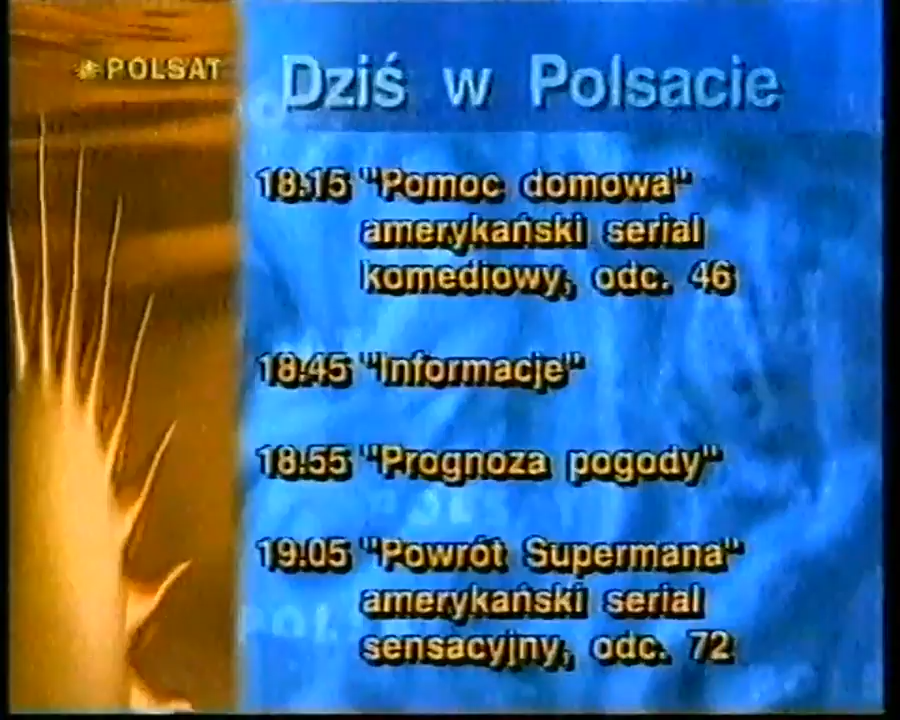 POLSAT
Dziś w Polsacie
18.15 "Pomoc domowa"
amerykański serial
komediowy, odc. 46
18.45 "Informacje"
18.55 "Prognoza pogody"
19.05 "Powrót Supermana"
amerykański serial
sensacyjny, odc. 72